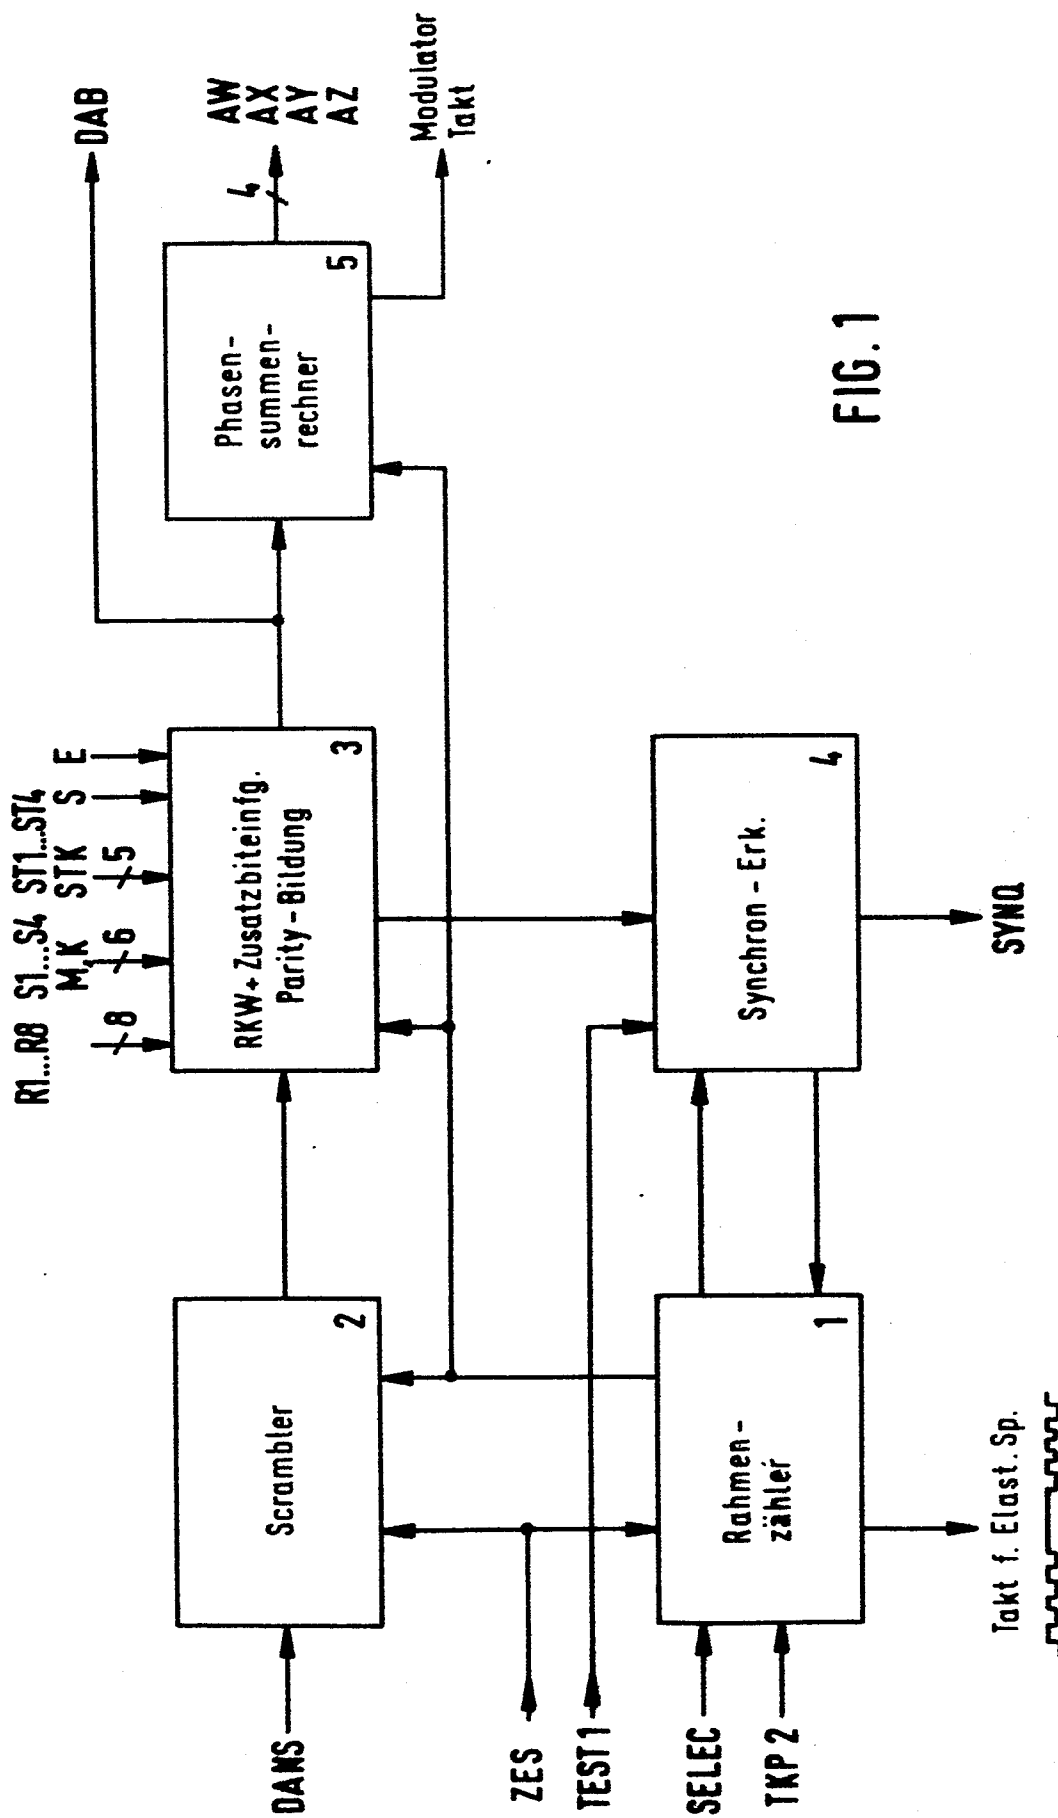 R1...R8 S1...S4 ST1...ST4
M,K STK S E
8 6 5
DAB
AW
AX
AY
AZ
4
Modulator
Takt
DANS
Scrambler
2
RKW+Zusatzbiteinfg.
Parity-Bildung
3
Phasen-
summen-
rechner
5
ZES
TEST1
SELEC
TKP2
Rahmen-
zähler
1
Synchron-Erk.
4
Takt f. Elast. Sp.
SYNQ
FIG.1